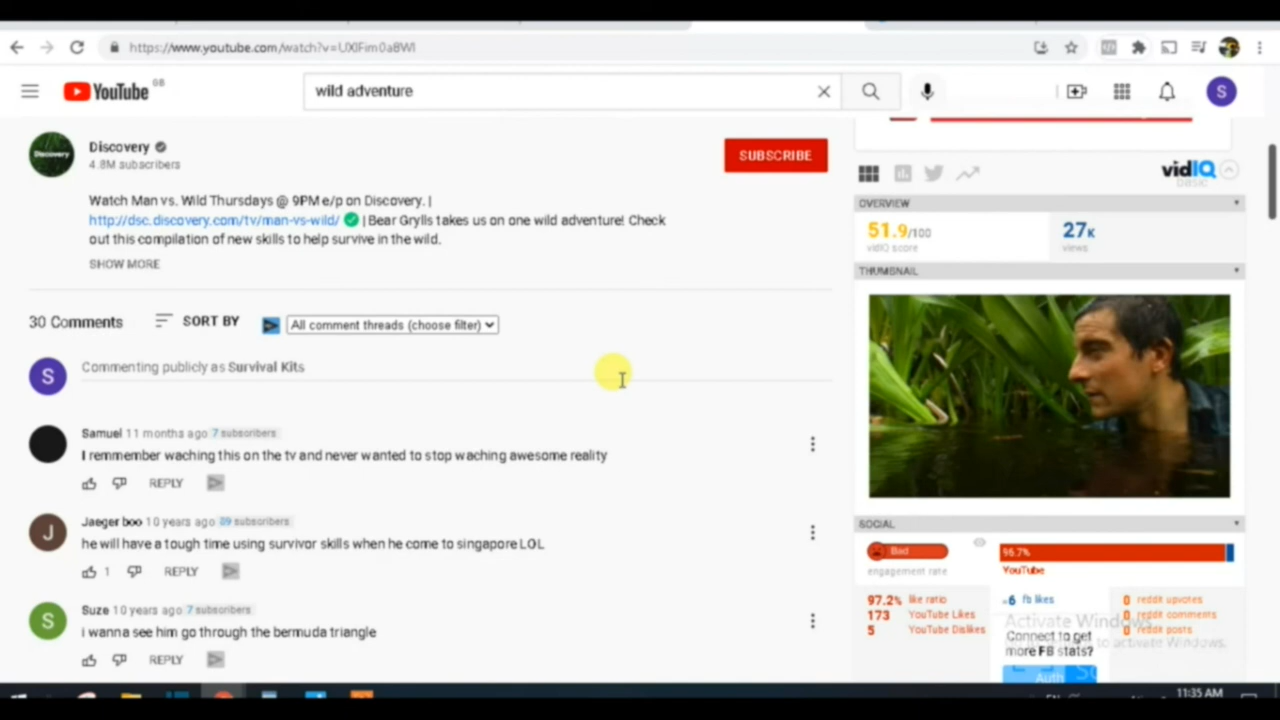 https://www.youtube.com/watch?v=
YouTube GB
wild adventure
S
Discovery
Discovery
4.8M subscribers
SUBSCRIBE
Watch Man vs. Wild Thursdays @ 9PM e/p on Discovery. |
http://dsc.discovery.com/tv/man-vs-wild/ | Bear Grylls takes us on one wild adventure! Check
out this compilation of new skills to help survive in the wild.
SHOW MORE
30 Comments
SORT BY
All comment threads (choose filter)
S
Commenting publicly as Survival Kits
Samuel 11 months ago 7 subscribers
I remmember waching this on the tv and never wanted to stop waching awesome reality
REPLY
J
Jaeger boo 10 years ago 39 subscribers
he will have a tough time using survivor skills when he come to singapore LOL
1
REPLY
S
Suze 10 years ago 7 subscribers
i wanna see him go through the bermuda triangle
REPLY
vidIQ
basic
OVERVIEW
51.9/100
vidIQ score
27K
views
THUMBNAIL
SOCIAL
Bad
engagement rate
96.7%
YouTube
97.2% like ratio
173 YouTube Likes
5 YouTube Dislikes
6 fb likes
Connect to get
more FB stats?
Auth
0 reddit upvotes
0 reddit comments
0 reddit posts
Activate Windows
to activate Windows.
11:35 AM